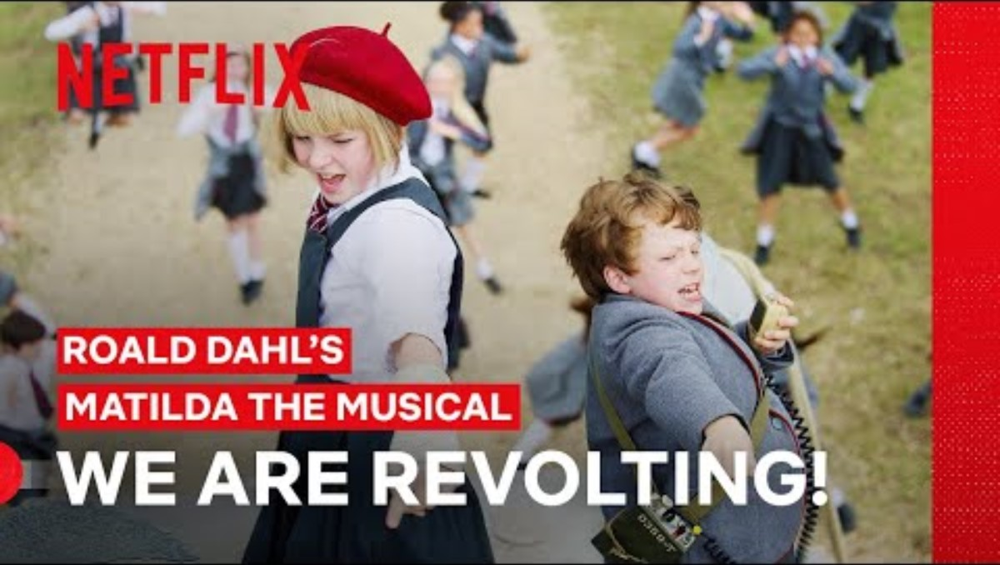 NETFLIX
ROALD DAHL'S
MATILDA THE MUSICAL
WE ARE REVOLTING!